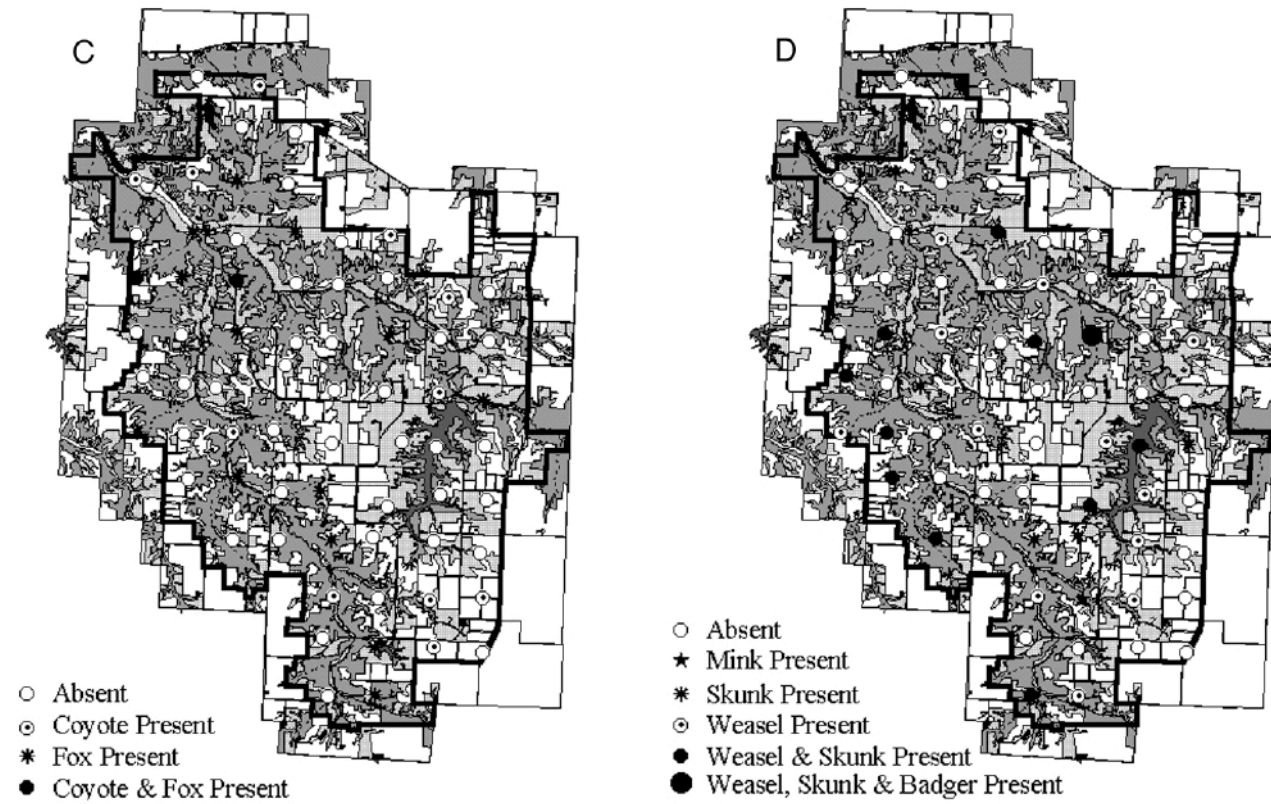 C
Absent
Coyote Present
Fox Present
Coyote & Fox Present
D
Absent
Mink Present
Skunk Present
Weasel Present
Weasel & Skunk Present
Weasel, Skunk & Badger Present